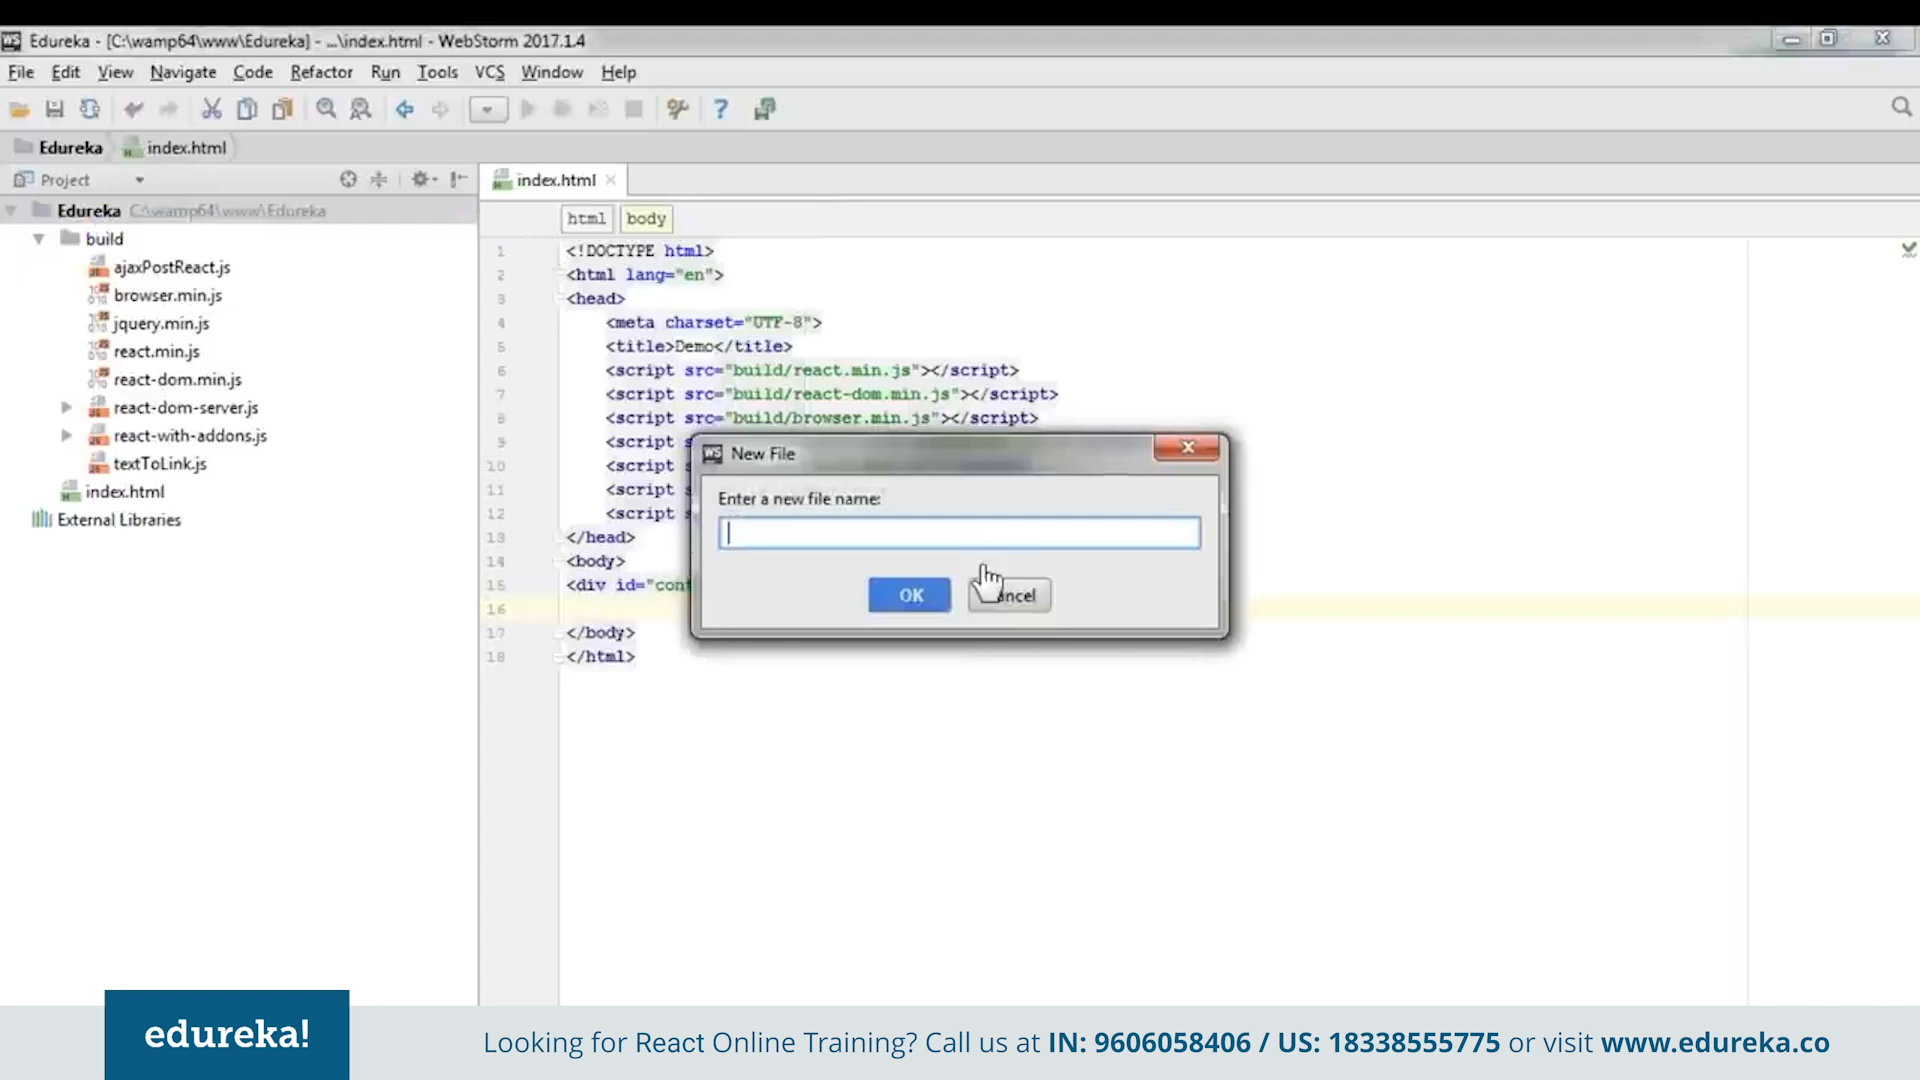 Edureka - [C:\wamp64\www\Edureka] - ...\index.html - WebStorm 2017.1.4
File Edit View Navigate Code Refactor Run Tools VCS Window Help
Edureka index.html
Project
index.html
Edureka C:\wamp64\www\Edureka
html body
build
ajaxPostReact.js
browser.min.js
jquery.min.js
react.min.js
react-dom.min.js
react-dom-server.js
react-with-addons.js
textToLink.js
index.html
External Libraries
1 <!DOCTYPE html>
2 <html lang="en">
3 <head>
4 <meta charset="UTF-8">
5 <title>Demo</title>
6 <script src="build/react.min.js"></script>
7 <script src="build/react-dom.min.js"></script>
8 <script src="build/browser.min.js"></script>
9 <script
10 <script
11 <script
12 <script
13 </head>
14 <body>
15 <div id="cont
16
17 </body>
18 </html>
New File
Enter a new file name:
OK
edureka!
Looking for React Online Training? Call us at IN: 9606058406 / US: 18338555775 or visit www.edureka.co